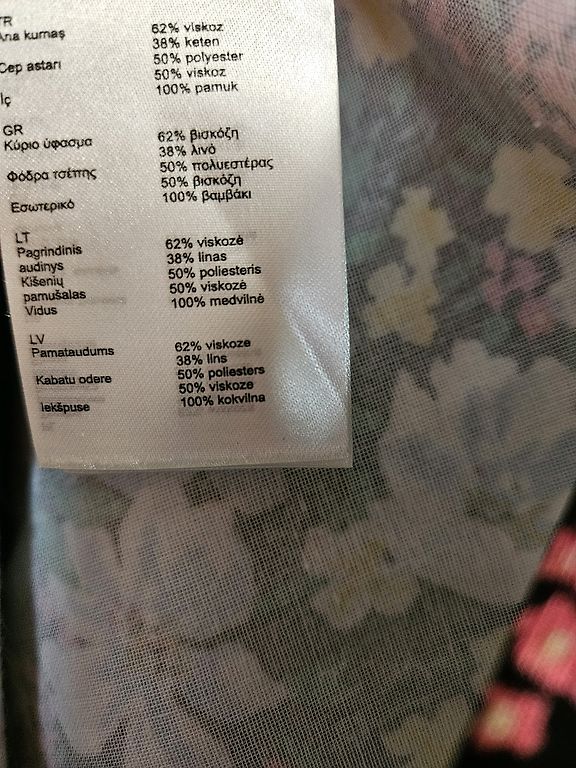 TR
Ana kumaş 62% viskoz
38% keten
Cep astarı 50% polyester
50% viskoz
İç 100% pamuk
GR
Κύριο ύφασμα 62% βισκόζη
38% λινό
Φόδρα τσέπης 50% πολυεστέρας
50% βισκόζη
Εσωτερικό 100% βαμβάκι
LT
Pagrindinis 62% viskozė
audinys 38% linas
Kišenių 50% poliesteris
pamušalas 50% viskozė
Vidus 100% medvilnė
LV
Pamataudums 62% viskoze
38% lins
Kabatu odere 50% poliesters
50% viskoze
Iekšpuse 100% kokvilna